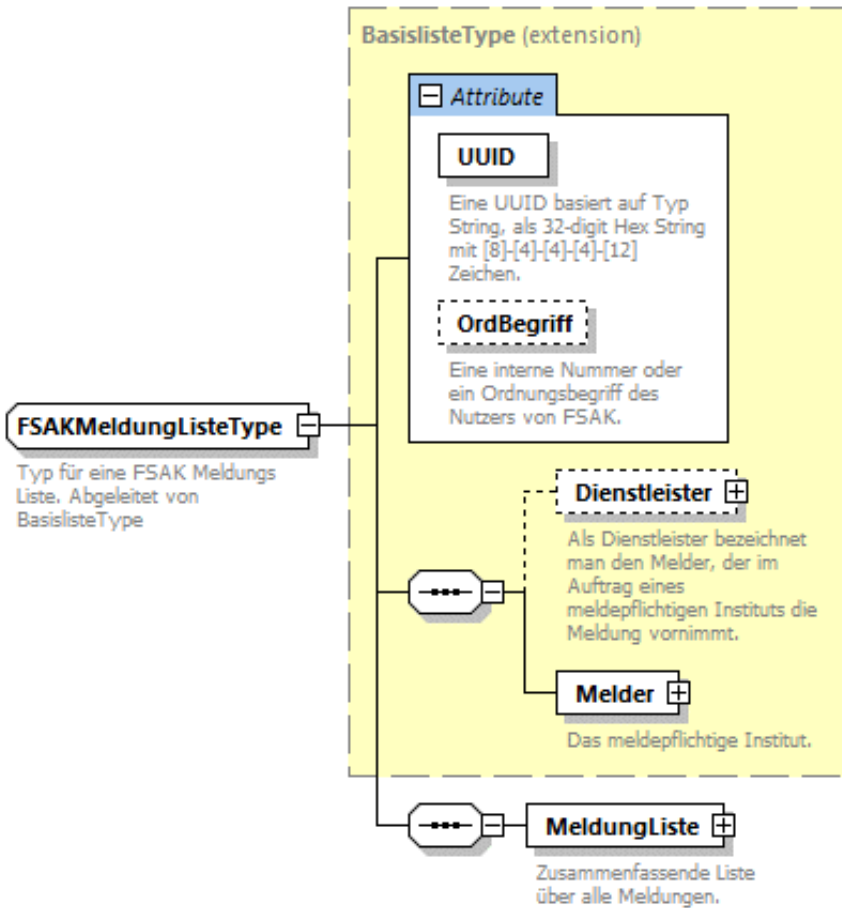 BasislisteType (extension)
Attribute
UUID
Eine UUID basiert auf Typ
String, als 32-digit Hex String
mit [8]-[4]-[4]-[4]-[12]
Zeichen.
OrdBegriff
Eine interne Nummer oder
ein Ordnungsbegriff des
Nutzers von FSAK.
FSAKMeldungListeType
Typ für eine FSAK Meldungs
Liste. Abgeleitet von
BasislisteType
Dienstleister
Als Dienstleister bezeichnet
man den Melder, der im
Auftrag eines
meldepflichtigen Instituts die
Meldung vornimmt.
Melder
Das meldepflichtige Institut.
MeldungListe
Zusammenfassende Liste
über alle Meldungen.